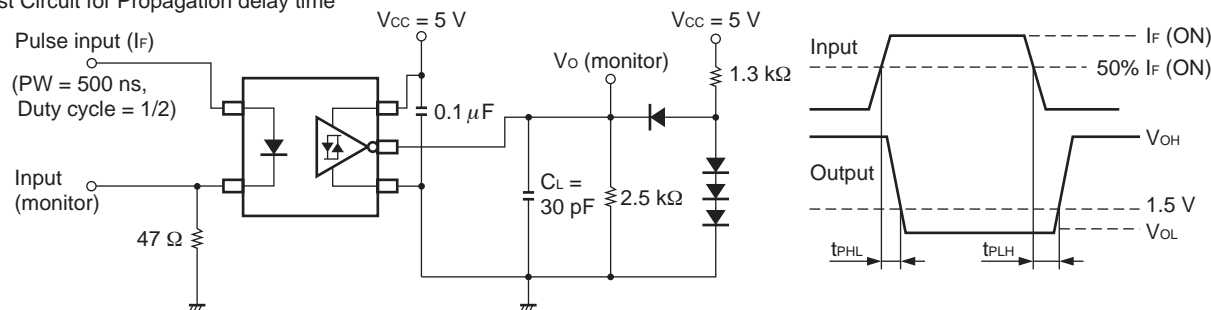 st Circuit for Propagation delay time
VCC = 5 V
VCC = 5 V
Pulse input (IF)
(PW = 500 ns,
Duty cycle = 1/2)
VO (monitor)
1.3 kΩ
0.1 μF
Input
(monitor)
47 Ω
CL =
30 pF
2.5 kΩ
Input
IF (ON)
50% IF (ON)
VOH
Output
1.5 V
VOL
tPHL
tPLH